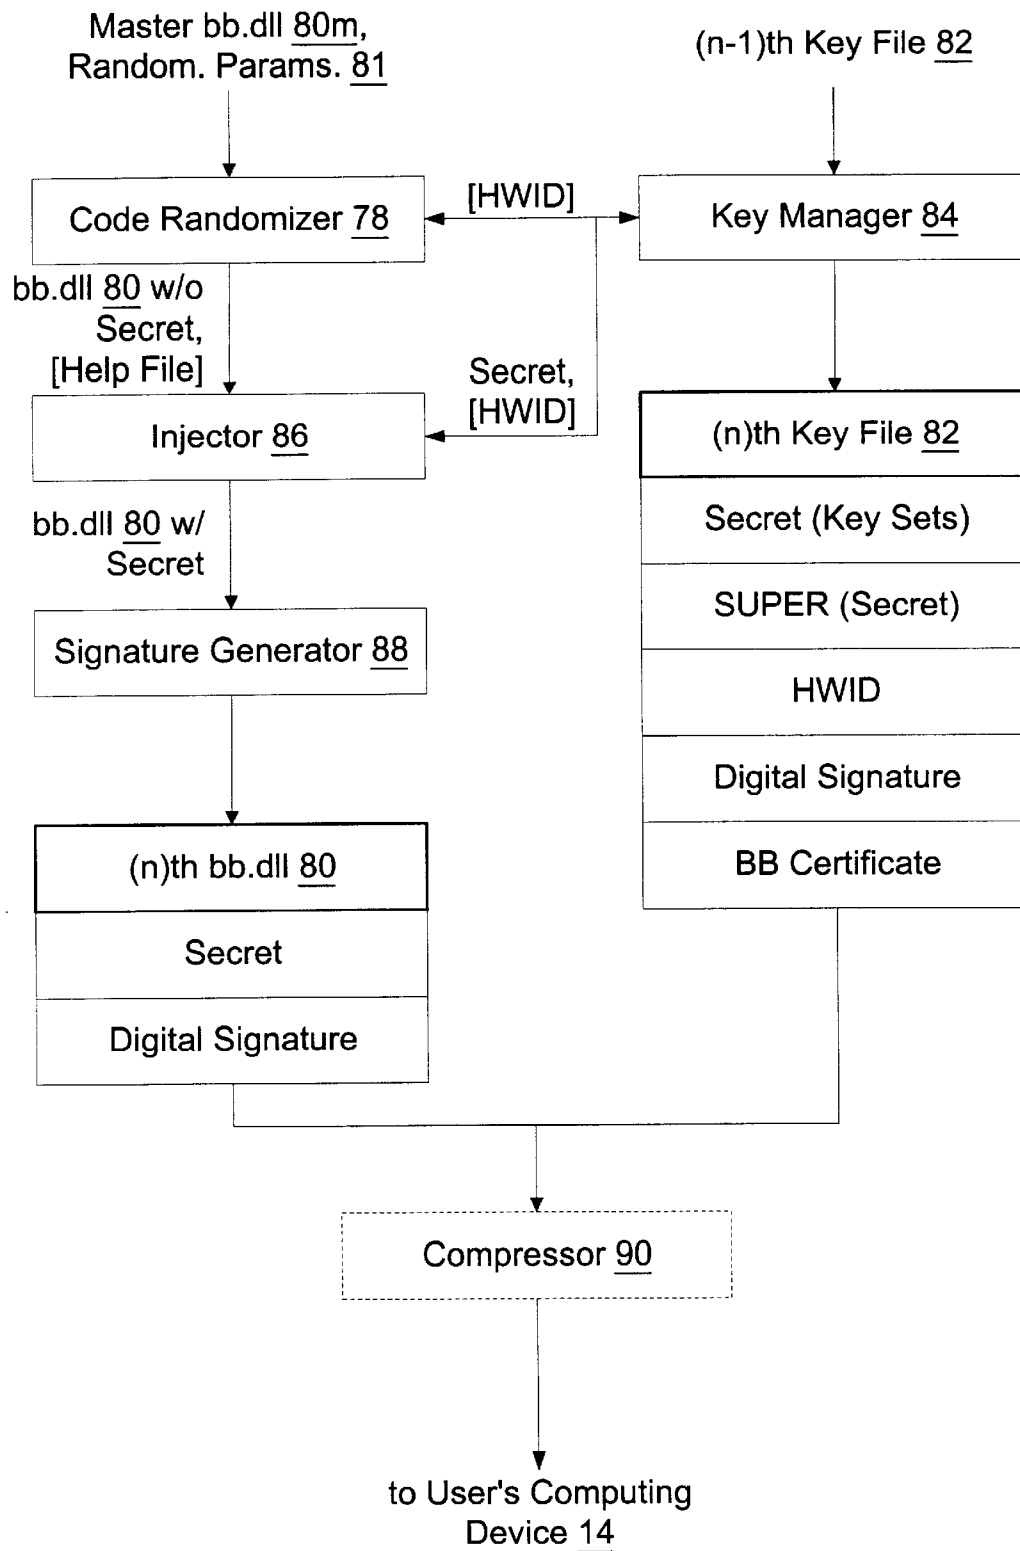 Master bb.dll 80m,
Random. Params. 81
(n-1)th Key File 82
Code Randomizer 78
[HWID]
Key Manager 84
bb.dll 80 w/o
Secret,
[Help File]
Secret,
[HWID]
Injector 86
(n)th Key File 82
Secret (Key Sets)
SUPER (Secret)
HWID
Digital Signature
BB Certificate
bb.dll 80 w/
Secret
Signature Generator 88
(n)th bb.dll 80
Secret
Digital Signature
Compressor 90
to User's Computing
Device 14